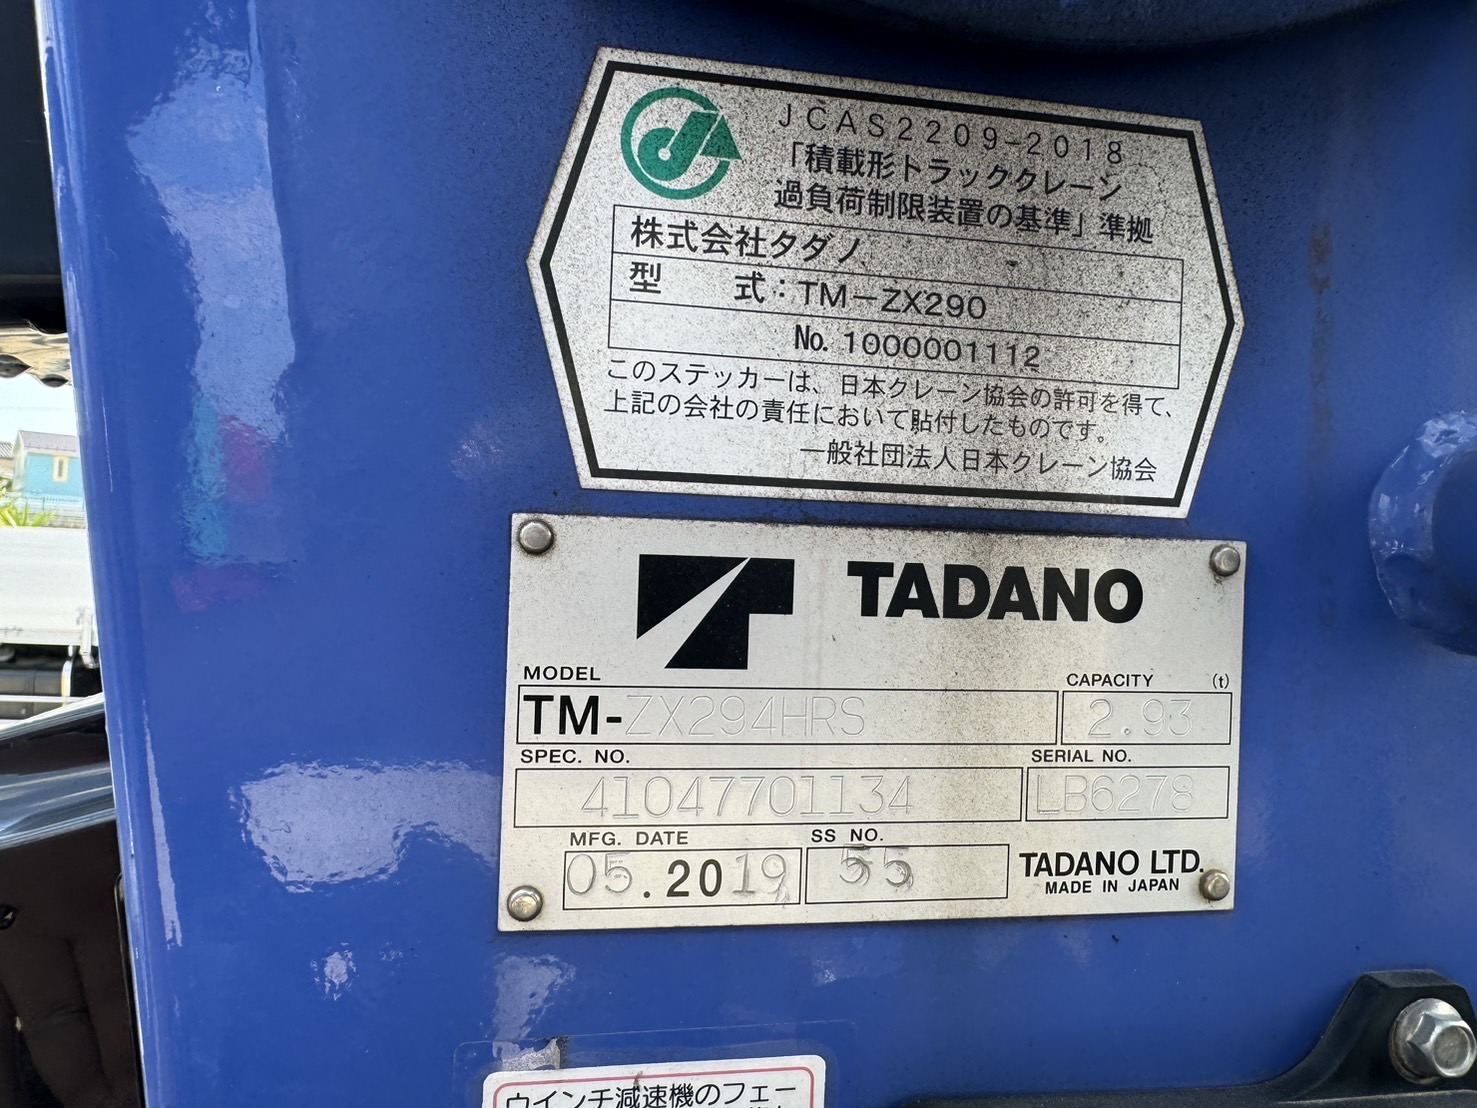 JCAS2209-2018
「積載形トラッククレーン
過負荷制限装置の基準」準拠
株式会社タダノ
型 式：TM-ZX290
No. 1000001112
このステッカーは、日本クレーン協会の許可を得て、
上記の会社の責任において貼付したものです。
一般社団法人日本クレーン協会
TADANO
MODEL
CAPACITY (t)
TM-ZX294HRS
2.93
SPEC. NO.
SERIAL NO.
41047701134
LB6278
MFG. DATE
SS NO.
05.2019
55
TADANO LTD.
MADE IN JAPAN
ウインチ減速機のフェー